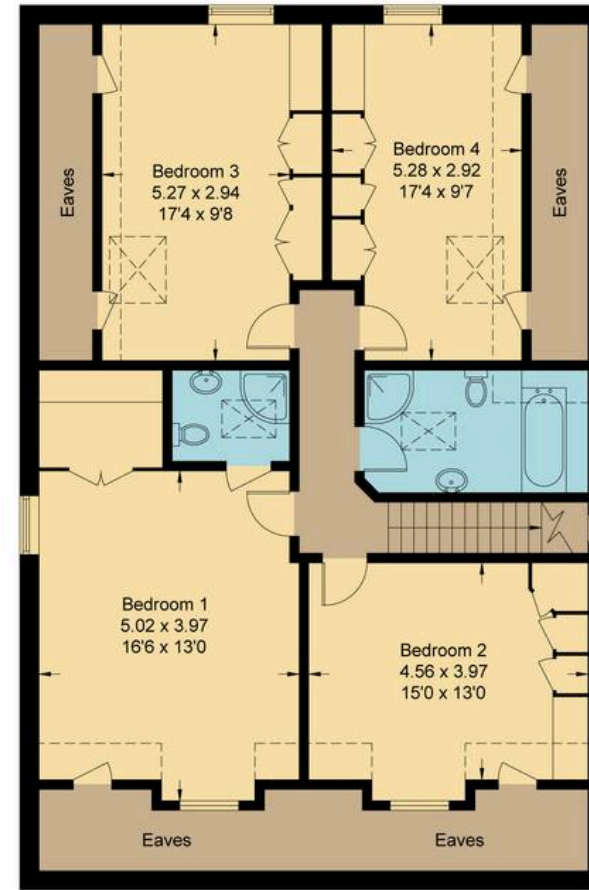 Eaves
Bedroom 3
5.27 x 2.94
17'4 x 9'8
Bedroom 4
5.28 x 2.92
17'4 x 9'7
Eaves
Bedroom 1
5.02 x 3.97
16'6 x 13'0
Bedroom 2
4.56 x 3.97
15'0 x 13'0
Eaves
Eaves